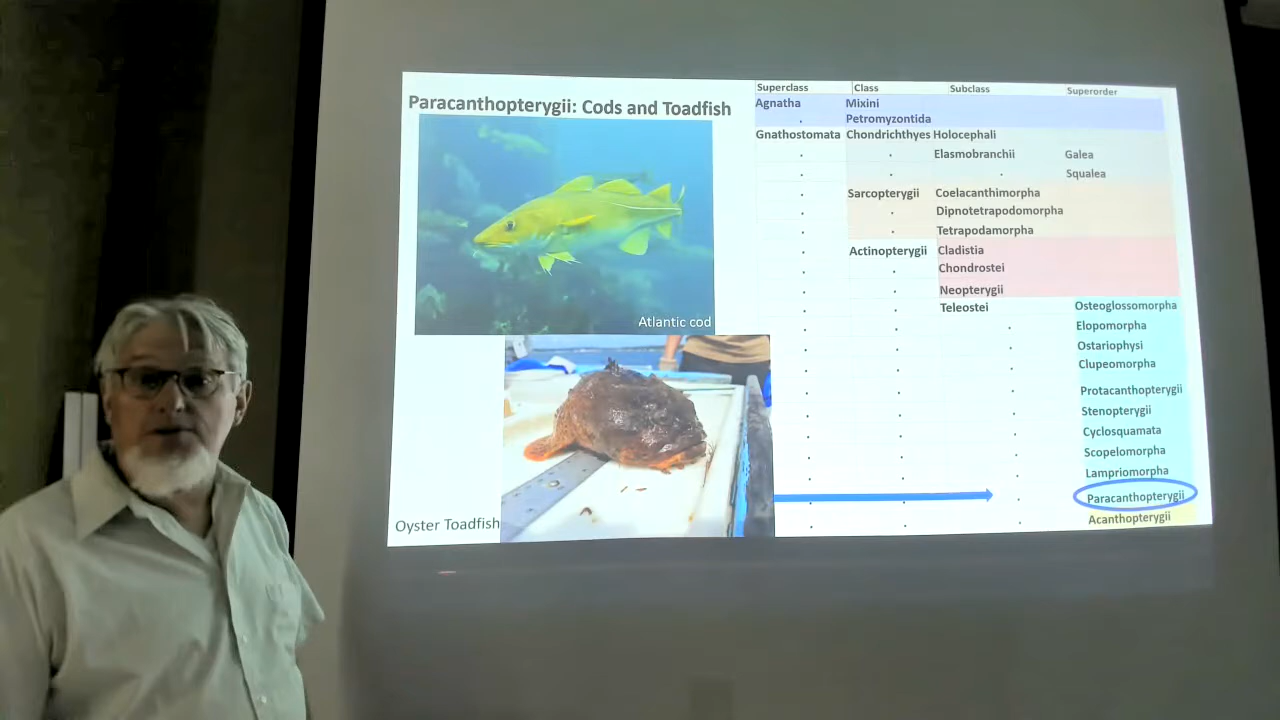 Paracanthopterygii: Cods and Toadfish
Atlantic cod
Oyster Toadfish
Superclass Class Subclass Superorder
Agnatha Mixini
. Petromyzontida
Gnathostomata Chondrichthyes Holocephali
. . Elasmobranchii Galea
. . . Squalea
. Sarcopterygii Coelacanthimorpha
. . Dipnotetrapodomorpha
. . Tetrapodamorpha
. Actinopterygii Cladistia
. . Chondrostei
. . Neopterygii
. . Teleostei Osteoglossomorpha
. . . Elopomorpha
. . . Ostariophysi
. . . Clupeomorpha
. . . Protacanthopterygii
. . . Stenopterygii
. . . Cyclosquamata
. . . Scopelomorpha
. . . Lampriomorpha
. . . Paracanthopterygii
. . . Acanthopterygii